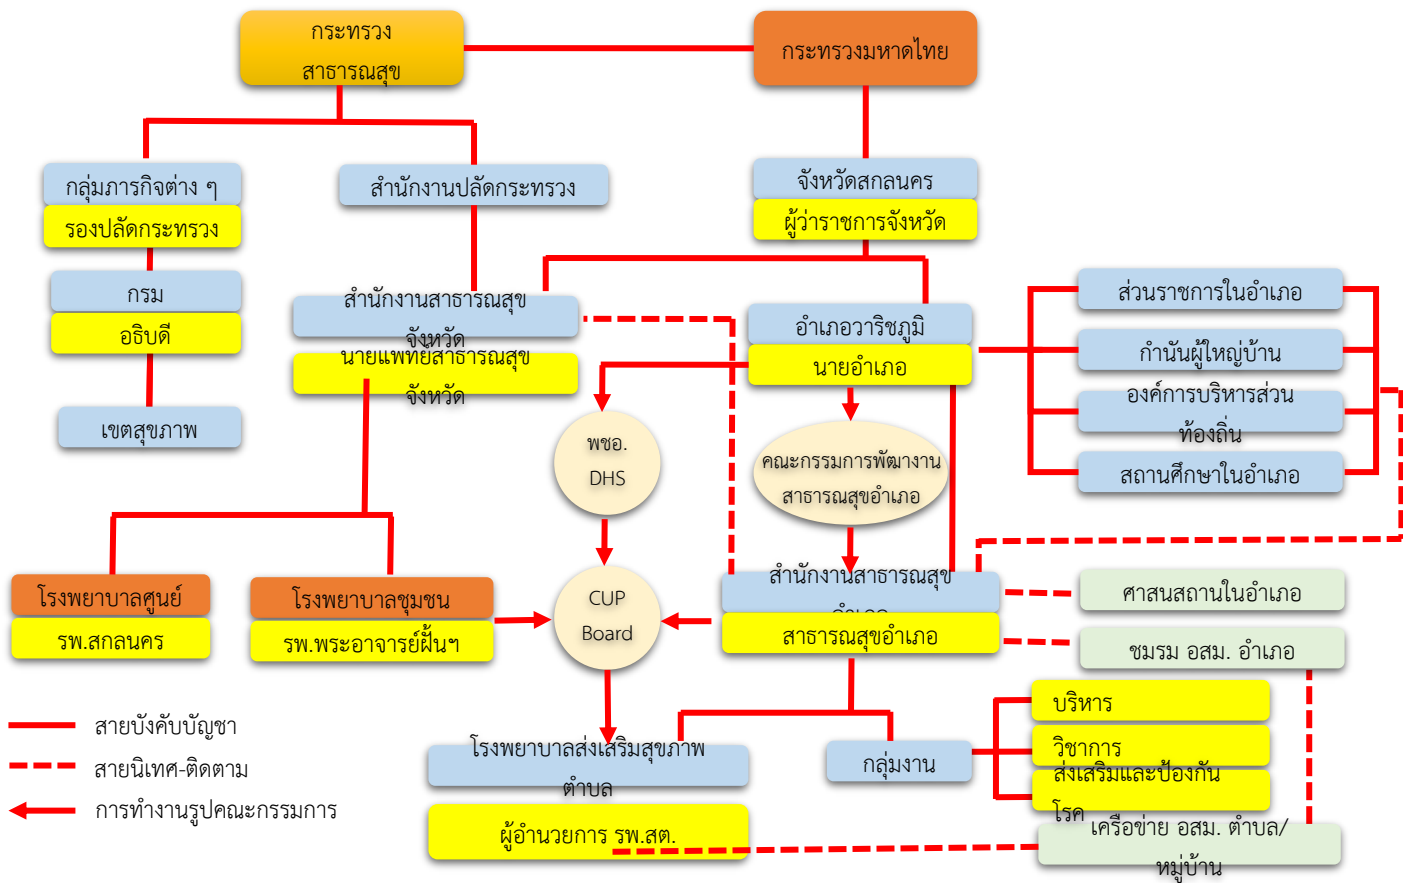 กระทรวง
สาธารณสุข
กระทรวงมหาดไทย
กลุ่มภารกิจต่าง ๆ
รองปลัดกระทรวง
สำนักงานปลัดกระทรวง
จังหวัดสกลนคร
ผู้ว่าราชการจังหวัด
กรม
อธิบดี
สำนักงานสาธารณสุข
จังหวัด
นายแพทย์สาธารณสุข
จังหวัด
อำเภอวาริชภูมิ
นายอำเภอ
ส่วนราชการในอำเภอ
กำนันผู้ใหญ่บ้าน
องค์การบริหารส่วน
ท้องถิ่น
สถานศึกษาในอำเภอ
เขตสุขภาพ
พชอ.
DHS
คณะกรรมการพัฒางาน
สาธารณสุขอำเภอ
โรงพยาบาลศูนย์
รพ.สกลนคร
โรงพยาบาลชุมชน
รพ.พระอาจารย์ฝั้นฯ
CUP
Board
สำนักงานสาธารณสุข
อำเภอ
สาธารณสุขอำเภอ
ศาสนสถานในอำเภอ
ชมรม อสม. อำเภอ
สายบังคับบัญชา
สายนิเทศ-ติดตาม
การทำงานรูปคณะกรรมการ
โรงพยาบาลส่งเสริมสุขภาพ
ตำบล
ผู้อำนวยการ รพ.สต.
กลุ่มงาน
บริหาร
วิชาการ
ส่งเสริมและป้องกัน
โรค
เครือข่าย อสม. ตำบล/
หมู่บ้าน